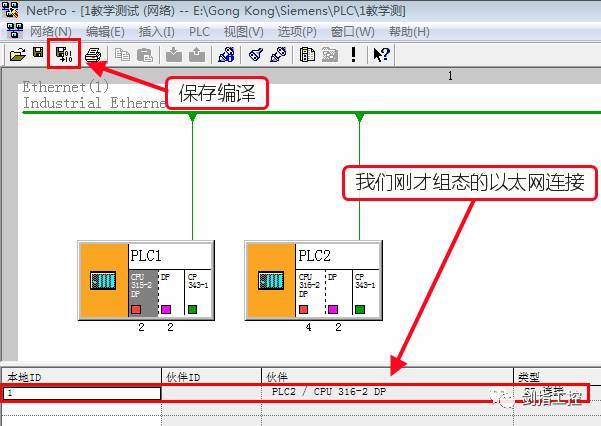 NetPro - [1教学测试 (网络) -- E:\Gong Kong\Siemens\PLC\1教学测]
网络(N) 编辑(E) 插入(I) PLC 视图(V) 选项(P) 窗口(W) 帮助(H)
1
Ethernet(1)
Industrial Etherne
保存编译
我们刚才组态的以太网连接
PLC1
CPU 315-2 DP
DP
CP 343-1
2 2
PLC2
CPU 316-2 DP
DP
CP 343-1
4 2
本地ID 伙伴ID 伙伴 类型
1 PLC2 / CPU 316-2 DP 连接
剑指工控